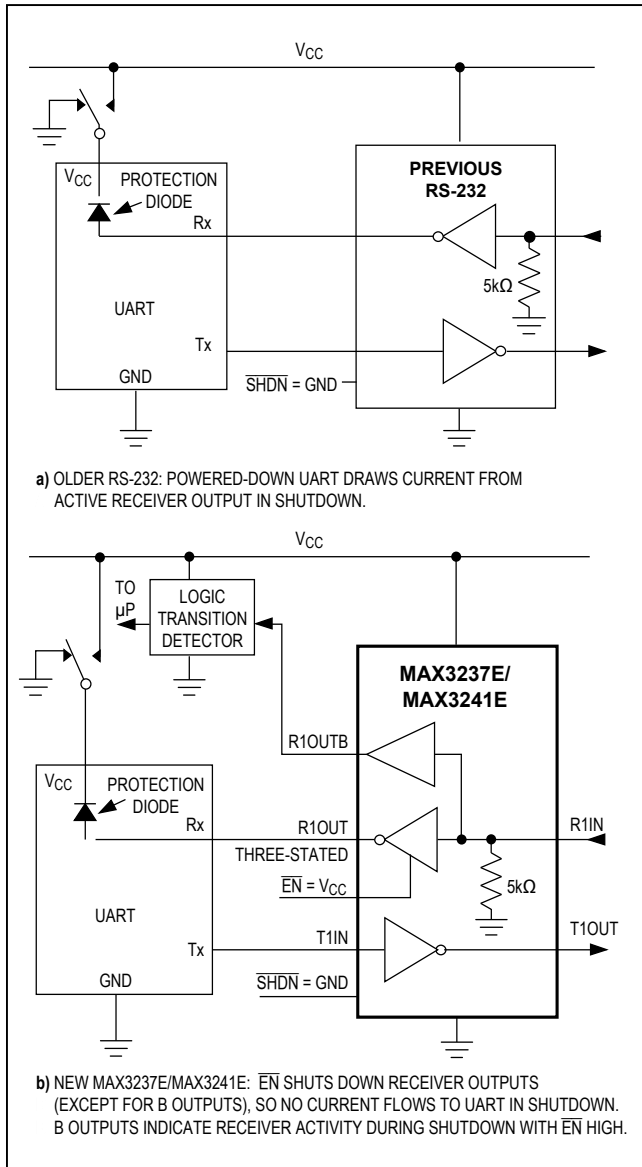 VCC
VCC
PROTECTION
DIODE
Rx
UART
Tx
GND
PREVIOUS
RS-232
5kΩ
SHDN = GND
a) OLDER RS-232: POWERED-DOWN UART DRAWS CURRENT FROM
ACTIVE RECEIVER OUTPUT IN SHUTDOWN.
VCC
TO
µP
LOGIC
TRANSITION
DETECTOR
MAX3237E/
MAX3241E
R1OUTB
VCC
PROTECTION
DIODE
Rx
R1OUT
THREE-STATED
R1IN
EN = VCC
5kΩ
UART
Tx
T1IN
T1OUT
GND
SHDN = GND
b) NEW MAX3237E/MAX3241E: EN SHUTS DOWN RECEIVER OUTPUTS
(EXCEPT FOR B OUTPUTS), SO NO CURRENT FLOWS TO UART IN SHUTDOWN.
B OUTPUTS INDICATE RECEIVER ACTIVITY DURING SHUTDOWN WITH EN HIGH.